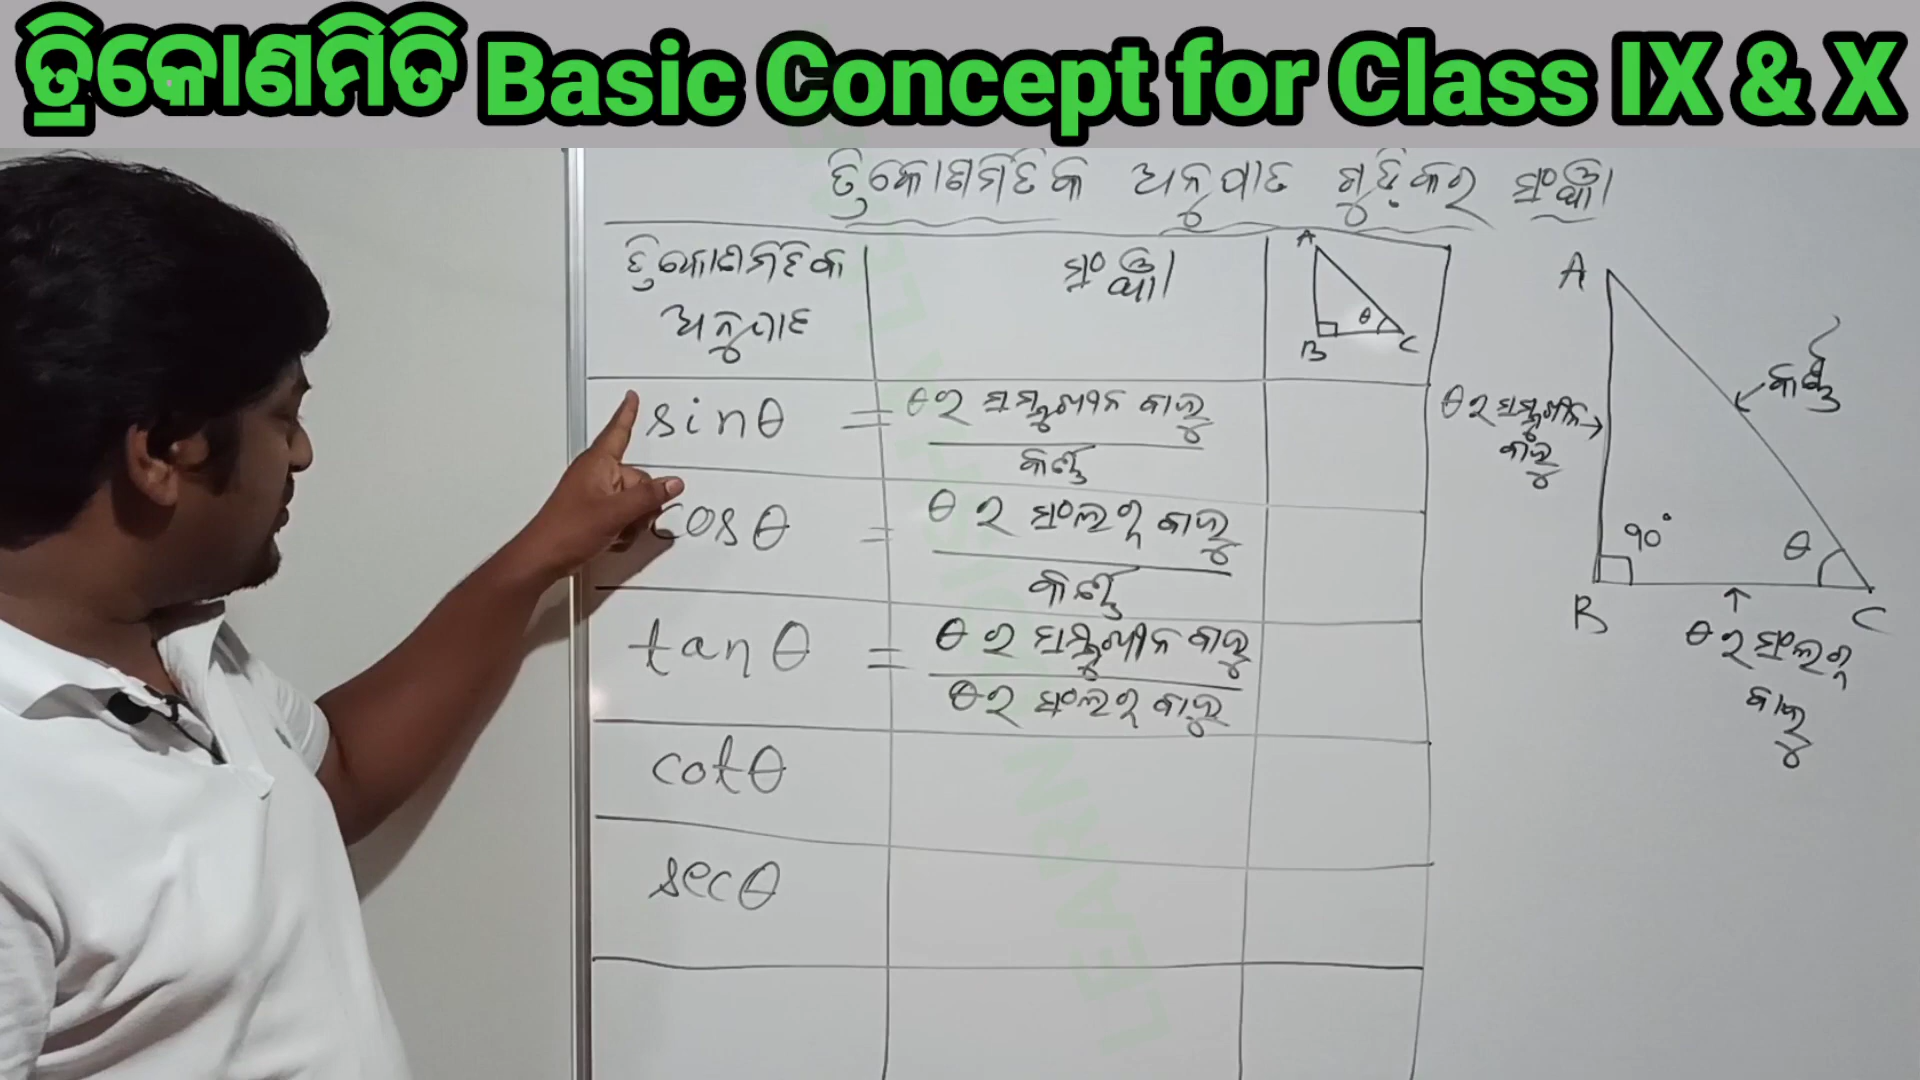 ତ୍ରିକୋଣମିତି Basic Concept for Class IX & X
ତ୍ରିକୋଣମିତିକ ଅନୁପାତ ଗୁଡ଼ିକର ସଂଜ୍ଞା
ତ୍ରିକୋଣମିତିକ
ଅନୁପାତ
ସଂଜ୍ଞା
A
B
θ
C
sinθ = θ ର ସମ୍ମୁଖୀନ ବାହୁ
କର୍ଣ୍ଣ
cosθ = θ ର ସଂଲଗ୍ନ ବାହୁ
କର୍ଣ୍ଣ
tanθ = θ ର ସମ୍ମୁଖୀନ ବାହୁ
θ ର ସଂଲଗ୍ନ ବାହୁ
cotθ
secθ
A
କର୍ଣ୍ଣ
θ ର ସମ୍ମୁଖୀନ
ବାହୁ
90°
θ
B
C
θ ର ସଂଲଗ୍ନ
ବାହୁ
LEARN